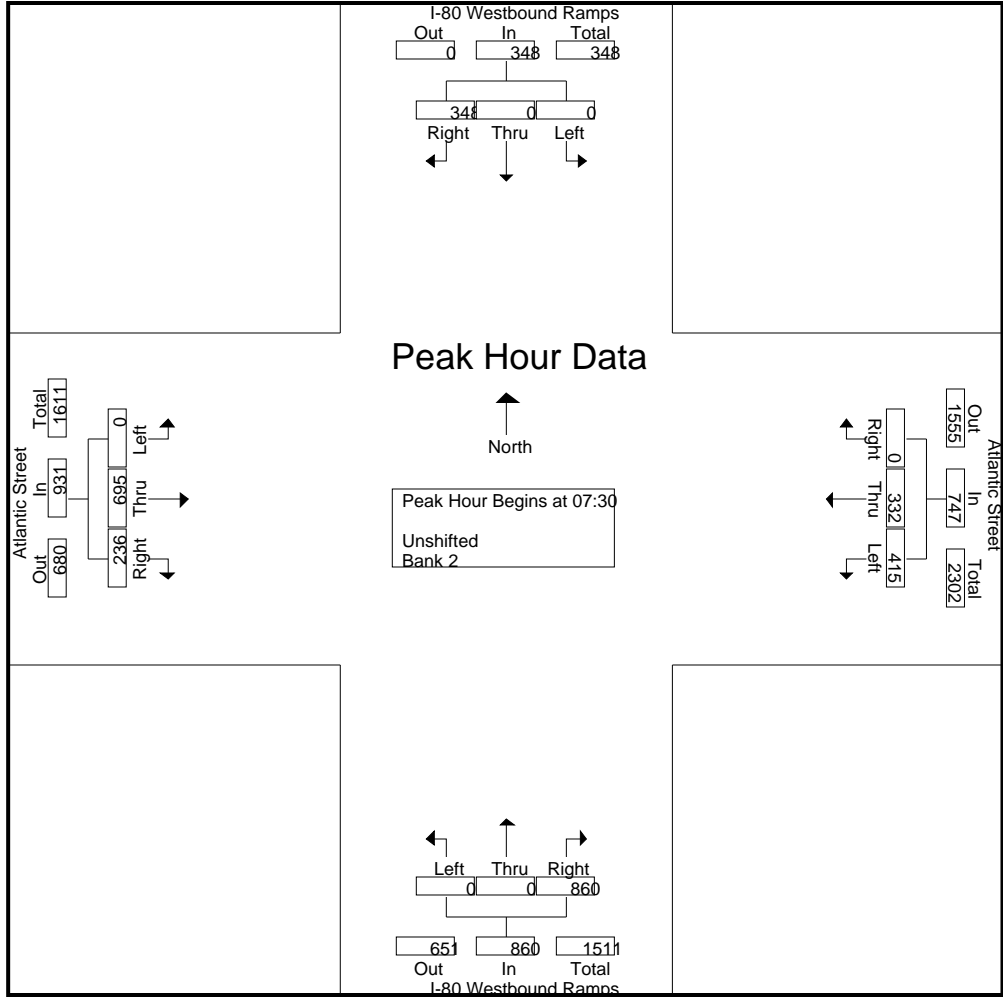 I-80 Westbound Ramps
Out In Total
0 348 348
348 0 0
Right Thru Left
Peak Hour Data
North
Peak Hour Begins at 07:30
Unshifted
Bank 2
Atlantic Street
Total In Out
1611 931 680
0 695 236
Left Thru Right
Right Thru Left
0 332 415
1555 747 2302
Out In Total
Atlantic Street
Left Thru Right
0 0 860
651 860 1511
Out In Total
I-80 Westbound Ramps